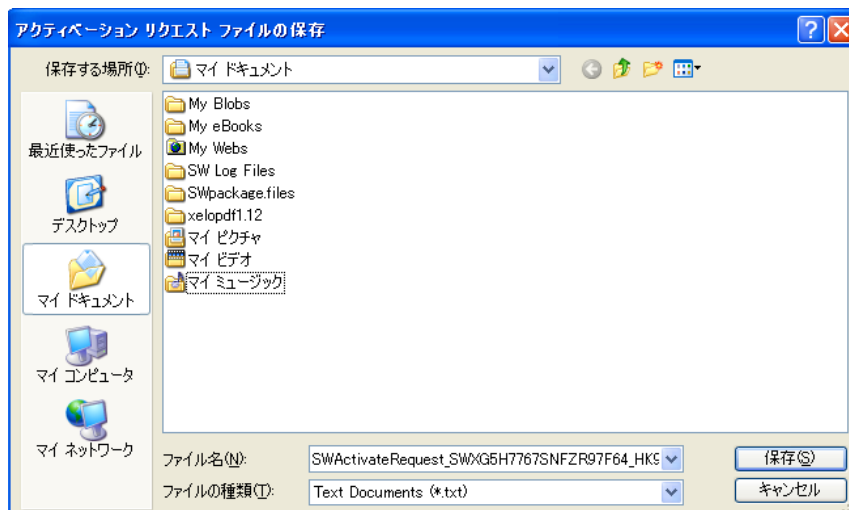 アクティベーション リクエスト ファイルの保存
保存する場所(I):
マイ ドキュメント
最近使ったファイル
デスクトップ
マイ ドキュメント
マイ コンピュータ
マイ ネットワーク
My Blobs
My eBooks
My Webs
SW Log Files
SWpackage.files
xelopdf1.12
マイ ピクチャ
マイ ビデオ
マイ ミュージック
ファイル名(N):
SWActivateRequest_SWXG5H7767SNFZR97F64_HK9
保存(S)
ファイルの種類(T):
Text Documents (*.txt)
キャンセル